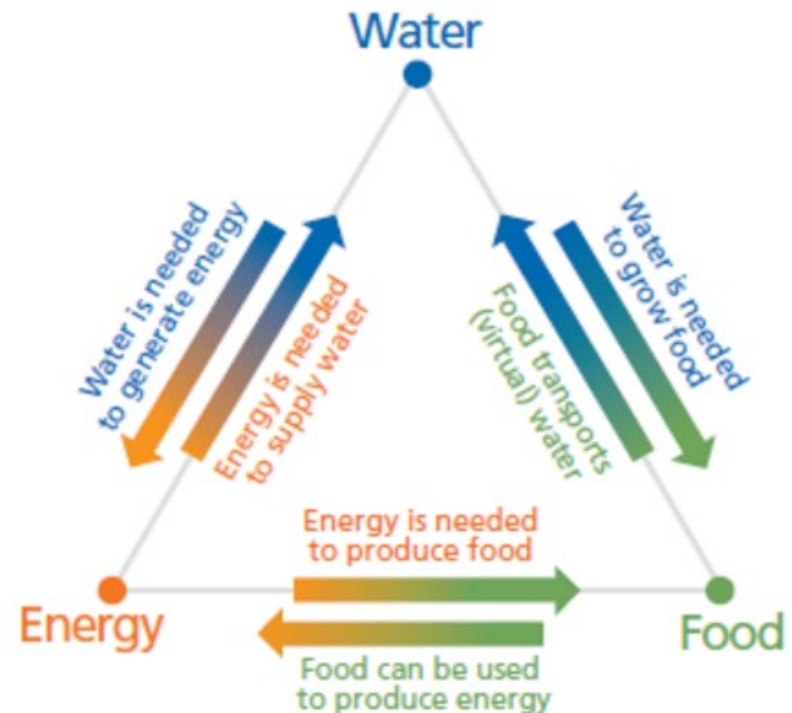 Water
Water is needed
to generate energy
Energy is needed
to supply water
Water is needed
to grow food
Food transports
(virtual) water
Energy is needed
to produce food
Energy
Food
Food can be used
to produce energy